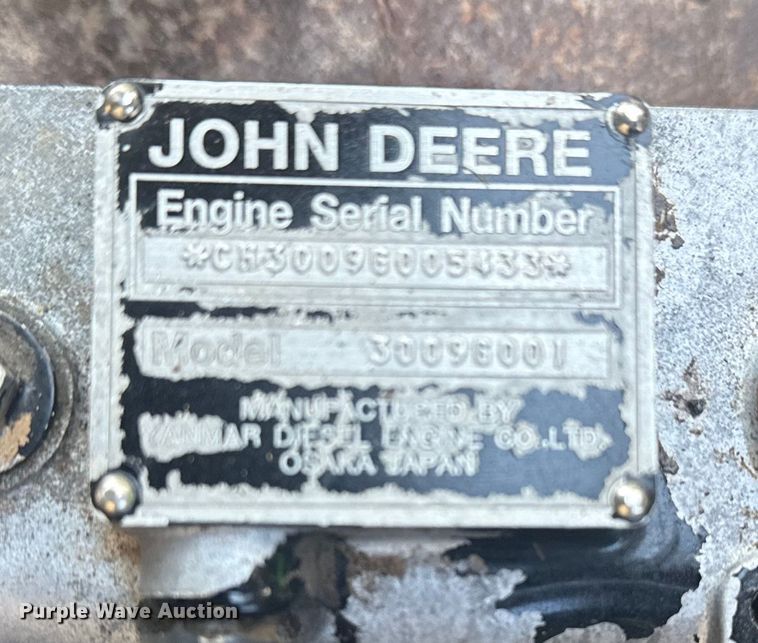 JOHN DEERE
Engine Serial Number
*CH3009G005433*
Model 3009G001
MANUFACTURED BY
YANMAR DIESEL ENGINE CO.,LTD.
OSAKA JAPAN
Purple Wave Auction